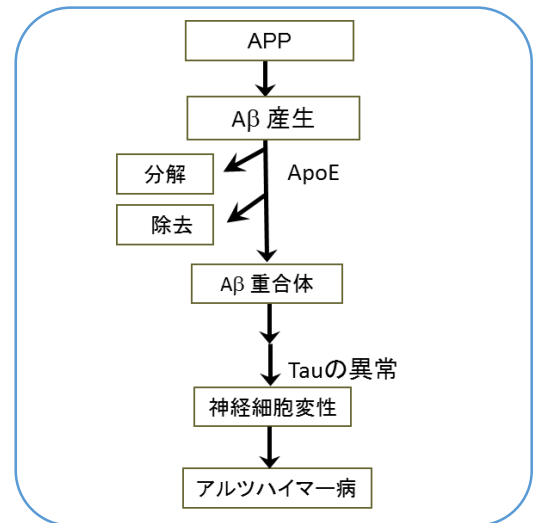 APP
Aβ 産生
分解
ApoE
除去
Aβ 重合体
Tauの異常
神経細胞変性
アルツハイマー病